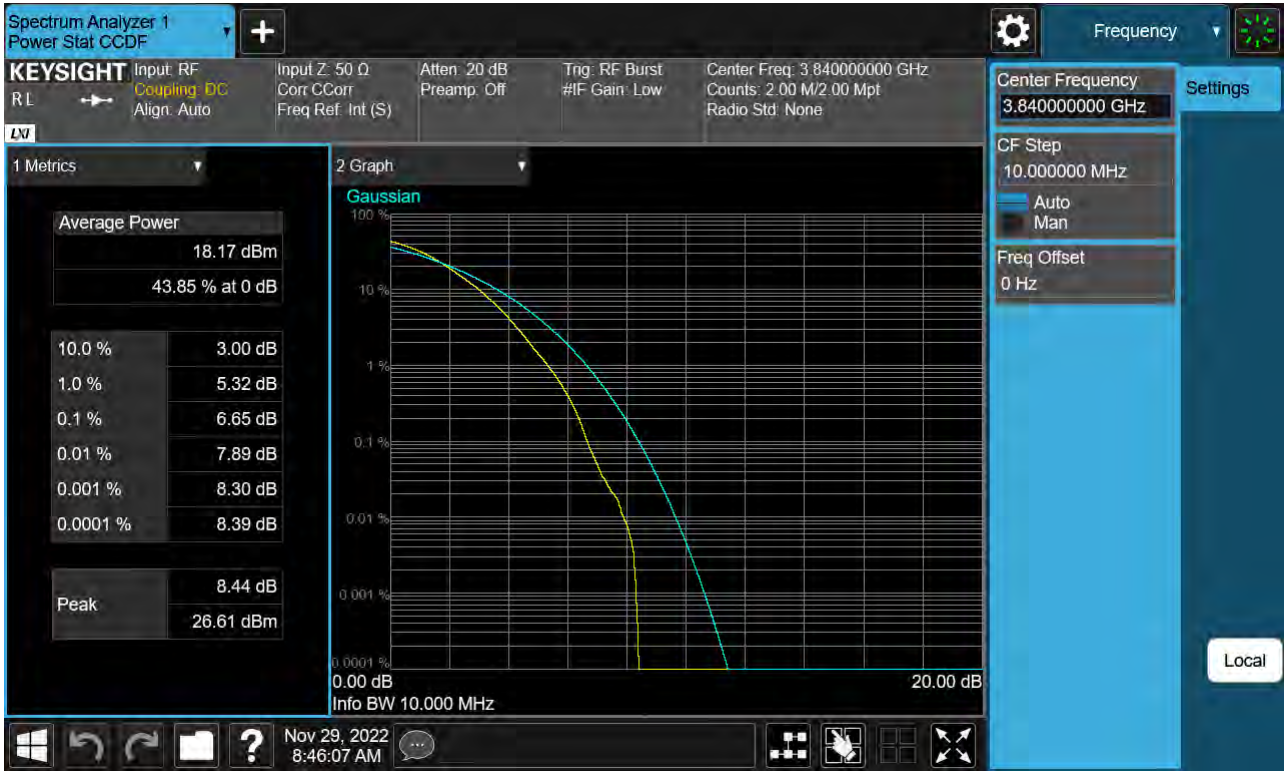 Spectrum Analyzer 1
Power Stat CCDF
Frequency
KEYSIGHT
RL
LXI
Input: RF
Coupling: DC
Align: Auto
Input Z: 50 Ω
Corr CCorr
Freq Ref: Int (S)
Atten: 20 dB
Preamp: Off
Trig: RF Burst
#IF Gain: Low
Center Freq: 3.840000000 GHz
Counts: 2.00 M/2.00 Mpt
Radio Std: None
Center Frequency
3.840000000 GHz
Settings
CF Step
10.000000 MHz
Auto
Man
Freq Offset
0 Hz
1 Metrics
Average Power
18.17 dBm
43.85 % at 0 dB
10.0 % 3.00 dB
1.0 % 5.32 dB
0.1 % 6.65 dB
0.01 % 7.89 dB
0.001 % 8.30 dB
0.0001 % 8.39 dB
Peak
8.44 dB
26.61 dBm
2 Graph
Gaussian
100 %
10 %
1 %
0.1 %
0.01 %
0.001 %
0.0001 %
0.00 dB 20.00 dB
Info BW 10.000 MHz
Local
?
Nov 29, 2022
8:46:07 AM